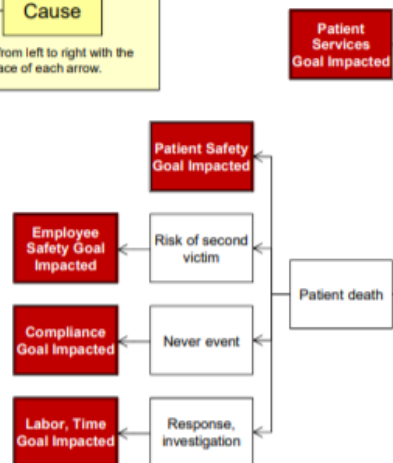 Cause
from left to right with the
ace of each arrow.
Patient
Services
Goal Impacted
Patient Safety
Goal Impacted
Employee
Safety Goal
Impacted
Risk of second
victim
Patient death
Compliance
Goal Impacted
Never event
Labor, Time
Goal Impacted
Response,
investigation